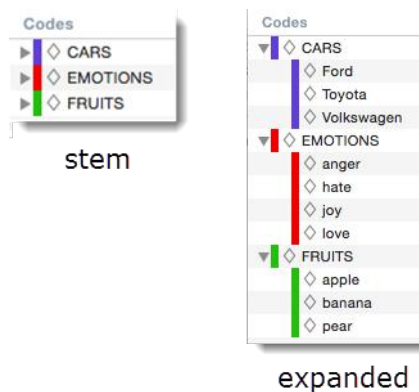 Codes
CARS
EMOTIONS
FRUITS
stem
Codes
CARS
Ford
Toyota
Volkswagen
EMOTIONS
anger
hate
joy
love
FRUITS
apple
banana
pear
expanded